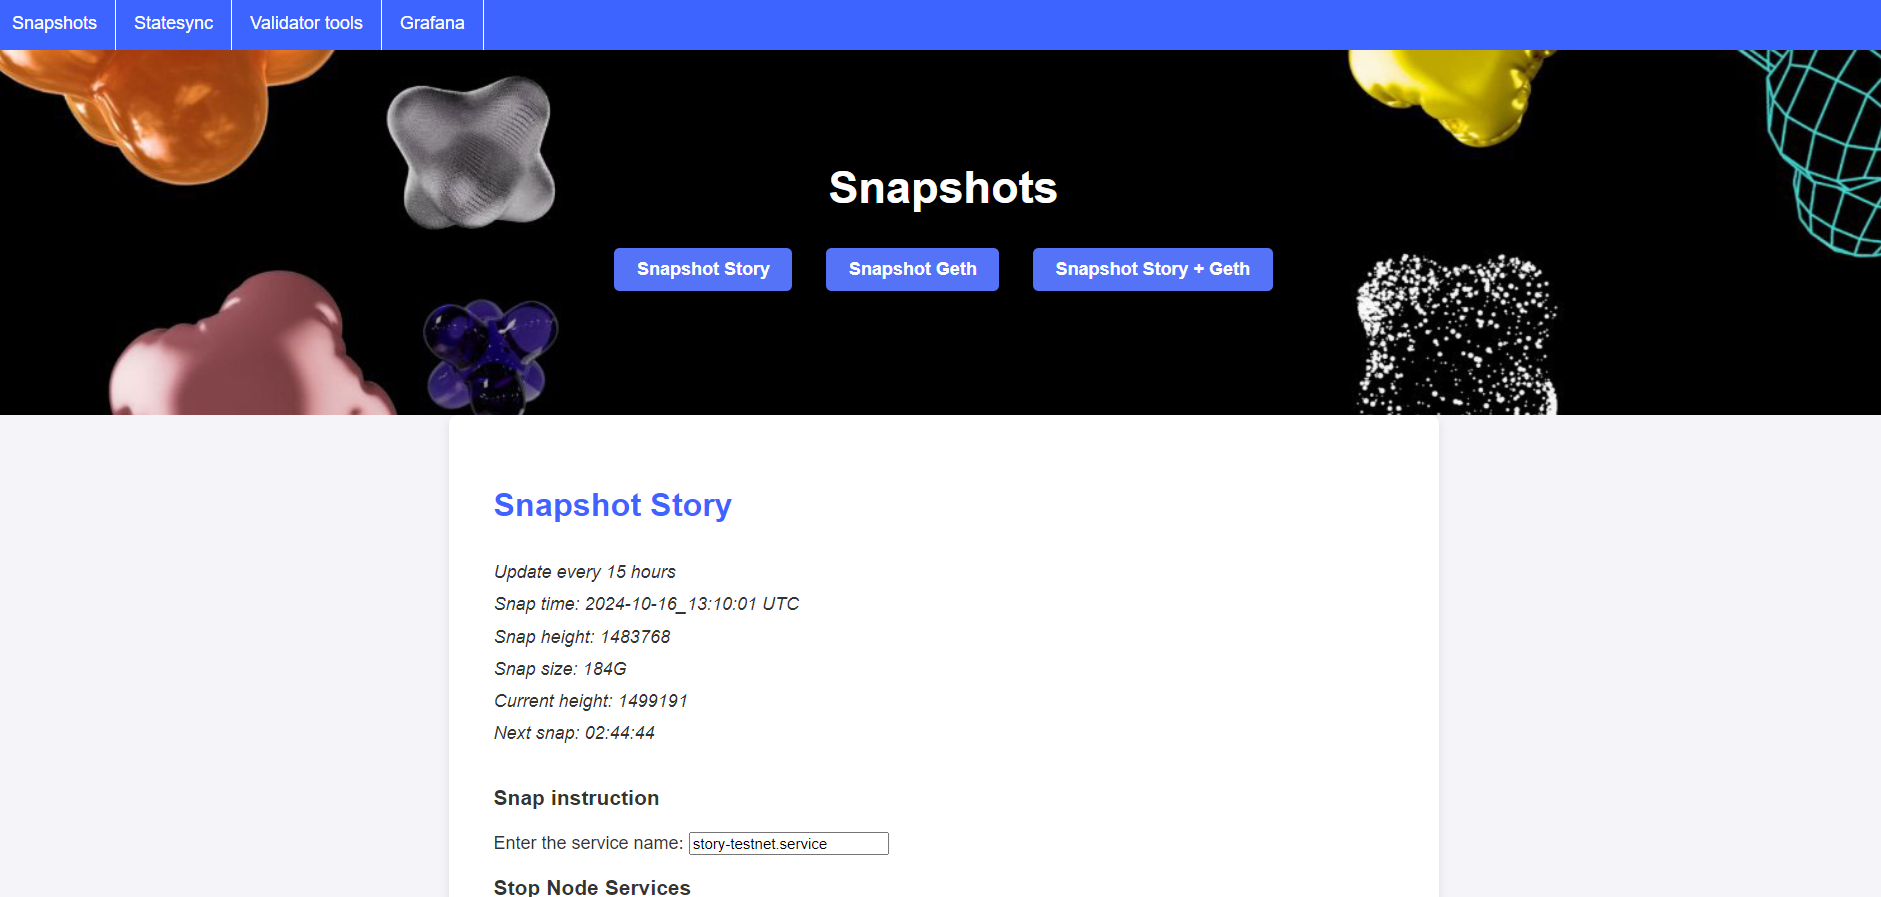 Snapshots
Statesync
Validator tools
Grafana
Snapshots
Snapshot Story
Snapshot Geth
Snapshot Story + Geth
Snapshot Story
Update every 15 hours
Snap time: 2024-10-16_13:10:01 UTC
Snap height: 1483768
Snap size: 184G
Current height: 1499191
Next snap: 02:44:44
Snap instruction
Enter the service name: story-testnet.service
Stop Node Services